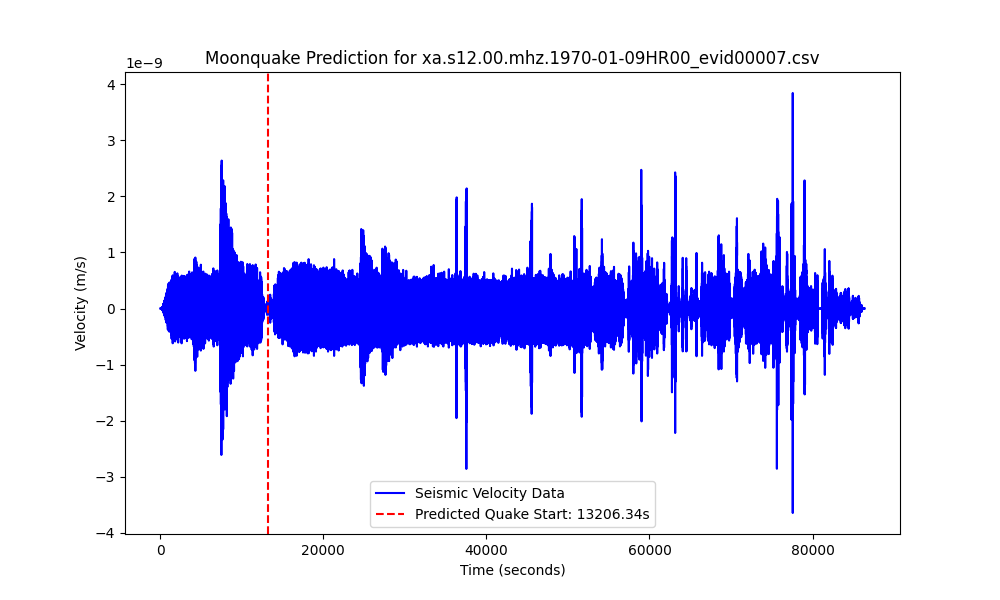 Moonquake Prediction for xa.s12.00.mhz.1970-01-09HR00_evid00007.csv
1e−9
4
3
2
1
0
−1
−2
−3
−4
Velocity (m/s)
Seismic Velocity Data
Predicted Quake Start: 13206.34s
0 20000 40000 60000 80000
Time (seconds)